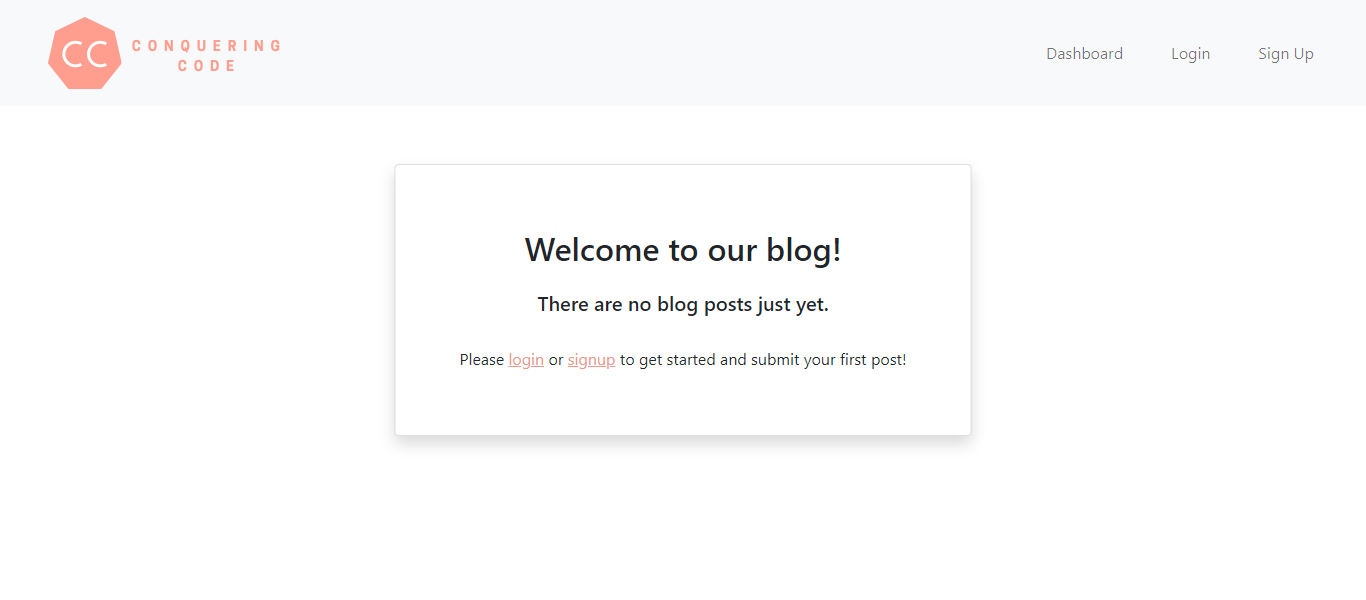 CC
CONQUERING
CODE
Dashboard Login Sign Up
Welcome to our blog!
There are no blog posts just yet.
Please login or signup to get started and submit your first post!